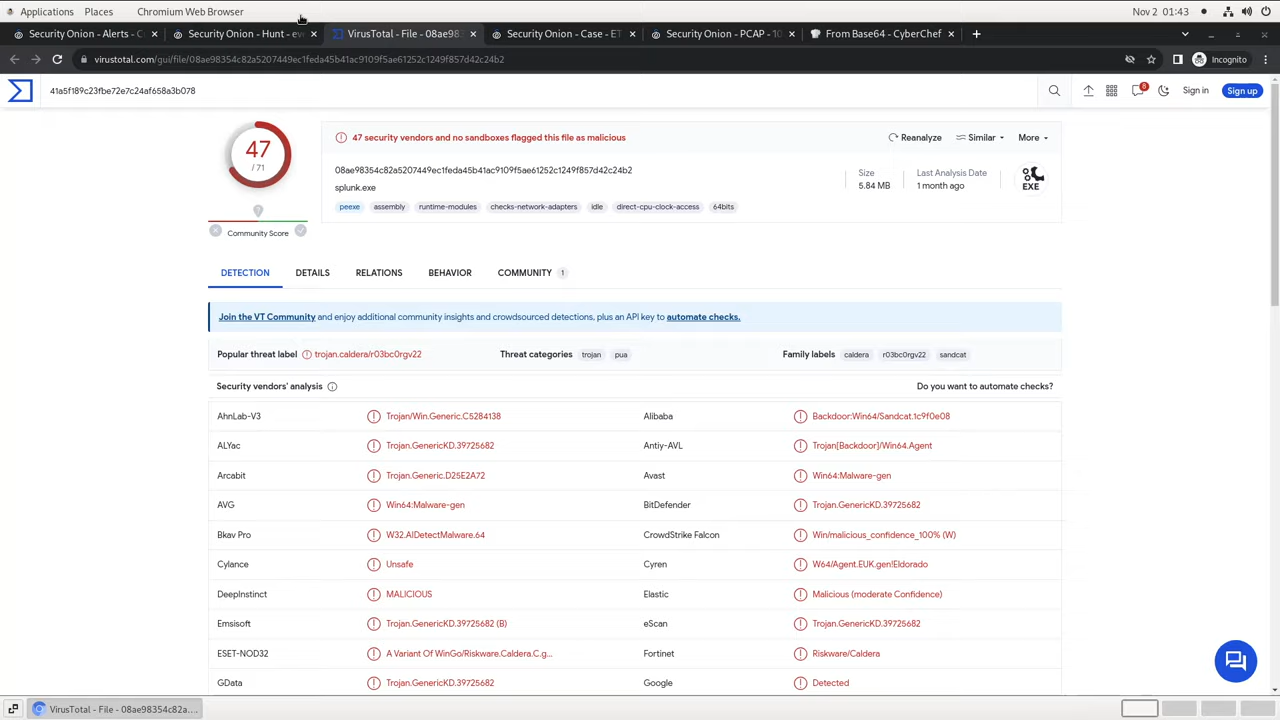 Applications Places Chromium Web Browser Nov 2 01:43
Security Onion - Alerts - C Security Onion - Hunt - ev VirusTotal - File - 08ae98 Security Onion - Case - ET Security Onion - PCAP - 10 From Base64 - CyberChef
virustotal.com/gui/file/08ae98354c82a5207449ec1feda45b41ac9109f5ae61252c1249f857d42c24b2 Incognito
41a5f189c23fbe72e7c24af658a3b078 8 Sign in Sign up
47 / 71
47 security vendors and no sandboxes flagged this file as malicious Reanalyze Similar More
08ae98354c82a5207449ec1feda45b41ac9109f5ae61252c1249f857d42c24b2
splunk.exe
Size 5.84 MB
Last Analysis Date 1 month ago
EXE
peexe assembly runtime-modules checks-network-adapters idle direct-cpu-clock-access 64bits
? Community Score
DETECTION DETAILS RELATIONS BEHAVIOR COMMUNITY 1
Join the VT Community and enjoy additional community insights and crowdsourced detections, plus an API key to automate checks.
Popular threat label trojan.caldera/r03bc0rgv22 Threat categories trojan pua Family labels caldera r03bc0rgv22 sandcat
Security vendors' analysis Do you want to automate checks?
AhnLab-V3 Trojan/Win.Generic.C5284138 Alibaba Backdoor:Win64/Sandcat.1c9f0e08
ALYac Trojan.GenericKD.39725682 Antiy-AVL Trojan[Backdoor]/Win64.Agent
Arcabit Trojan.Generic.D25E2A72 Avast Win64:Malware-gen
AVG Win64:Malware-gen BitDefender Trojan.GenericKD.39725682
Bkav Pro W32.AIDetectMalware.64 CrowdStrike Falcon Win/malicious_confidence_100% (W)
Cylance Unsafe Cyren W64/Agent.EUK.gen!Eldorado
DeepInstinct MALICIOUS Elastic Malicious (moderate Confidence)
Emsisoft Trojan.GenericKD.39725682 (B) eScan Trojan.GenericKD.39725682
ESET-NOD32 A Variant Of WinGo/Riskware.Caldera.C.g... Fortinet Riskware/Caldera
GData Trojan.GenericKD.39725682 Google Detected
VirusTotal - File - 08ae98354c82a....